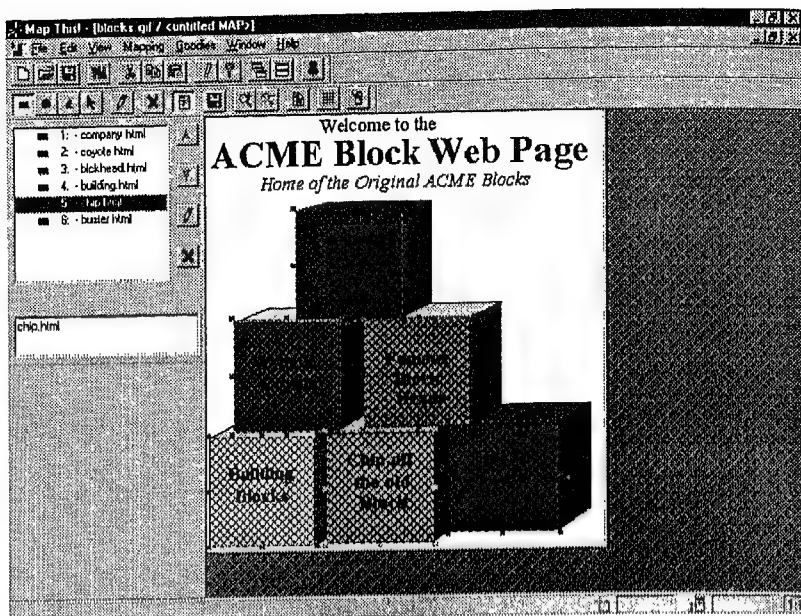 Map This! - [blocks.gif / <untitled MAP>]
File Edit View Mapping Goodies Window Help
1: - company.html
2: - coyote.html
3: - blckhead.html
4: - building.html
5: - chip.html
6: - buster.html
chip.html
Welcome to the
ACME Block Web Page
Home of the Original ACME Blocks
Famous
Building
Blocks
Chip off
the old
block